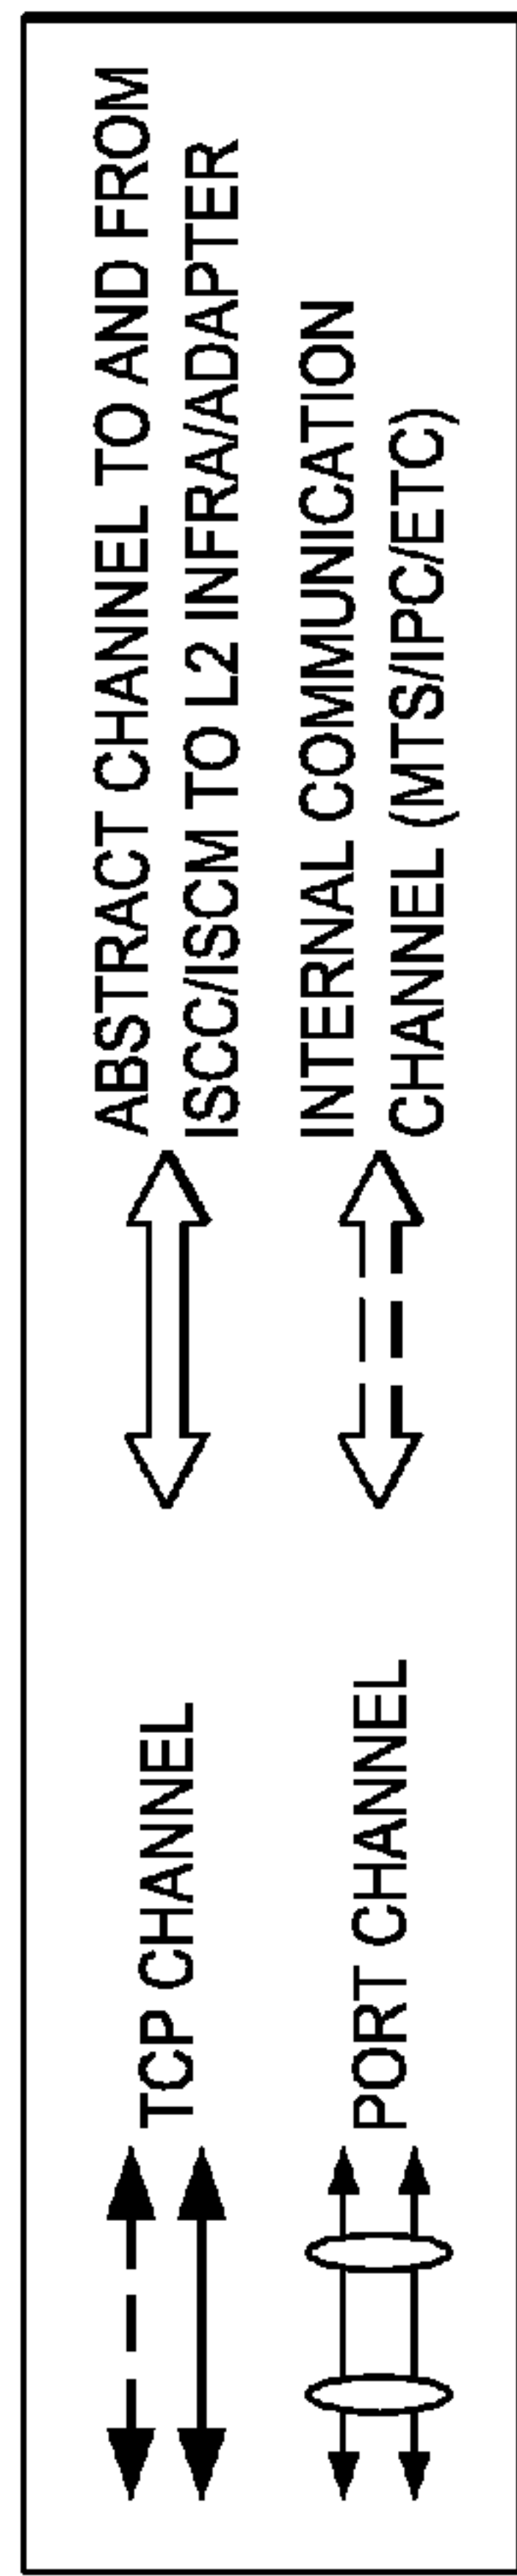 TCP CHANNEL
PORT CHANNEL
ABSTRACT CHANNEL TO AND FROM
ISCC/ISCM TO L2 INFRA/ADAPTER
INTERNAL COMMUNICATION
CHANNEL (MTS/IPC/ETC)